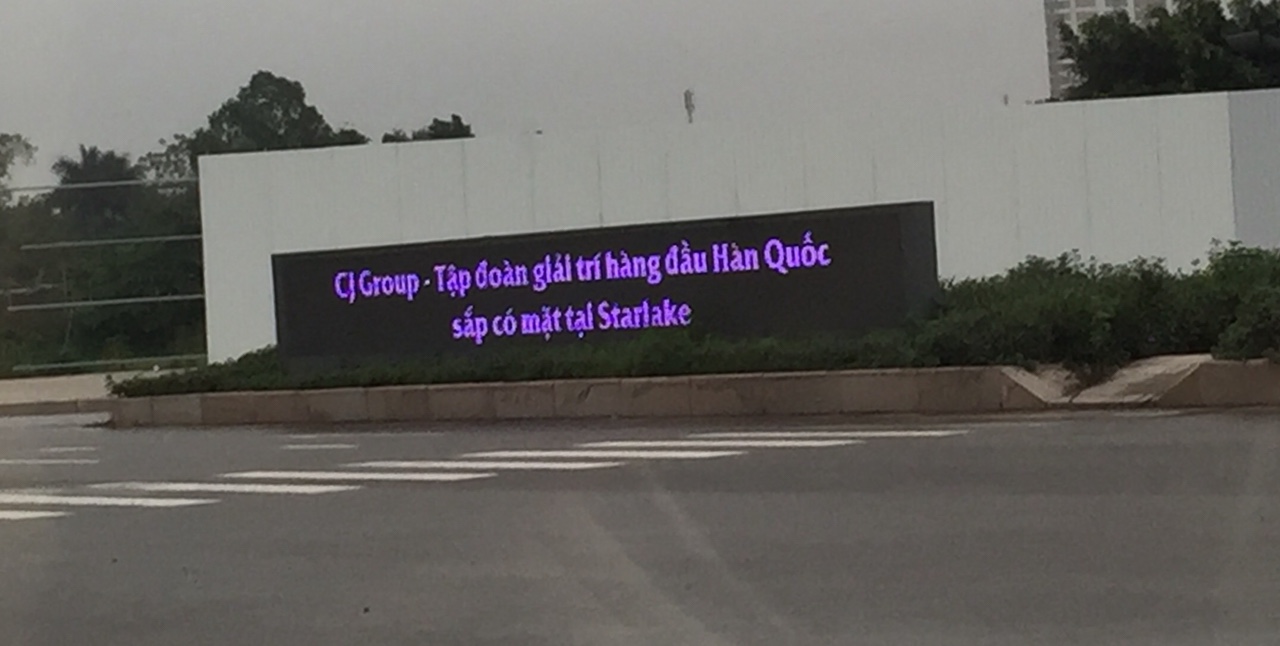 CJ Group - Tập đoàn giải trí hàng đầu Hàn Quốc
sắp có mặt tại Starlake